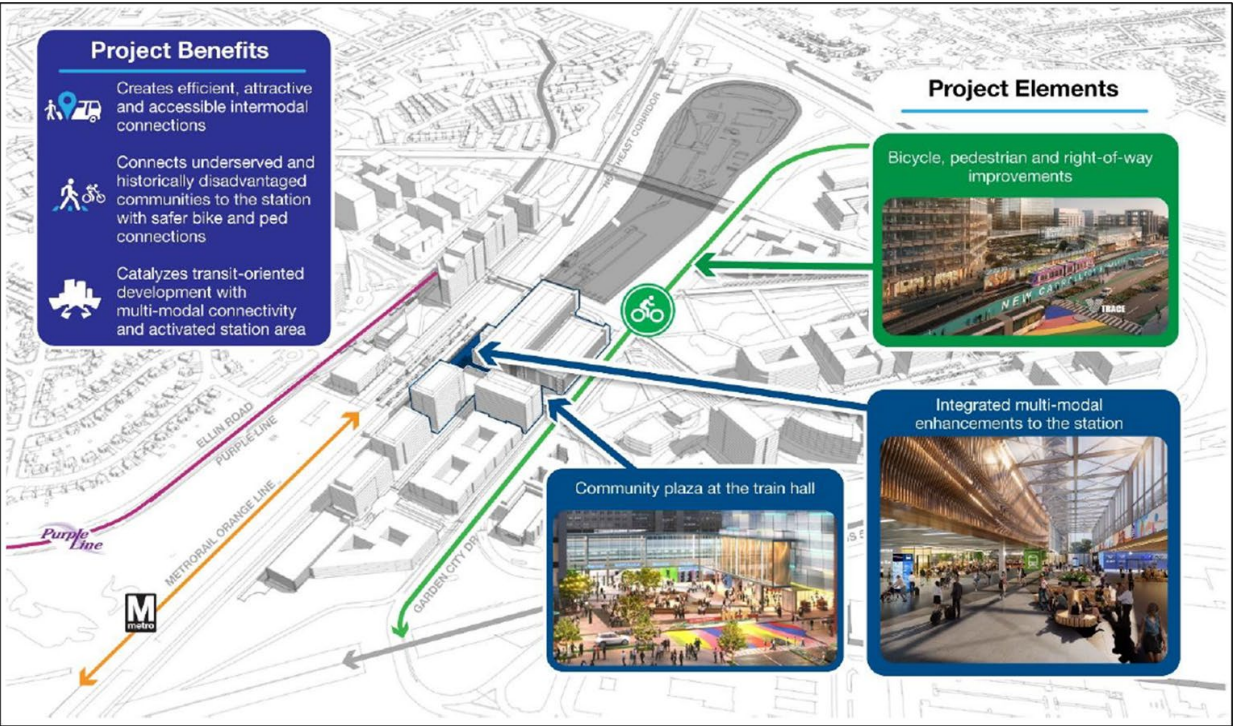 Project Benefits
Creates efficient, attractive
and accessible intermodal
connections
Connects underserved and
historically disadvantaged
communities to the station
with safer bike and ped
connections
Catalyzes transit-oriented
development with
multi-modal connectivity
and activated station area
Project Elements
Bicycle, pedestrian and right-of-way
improvements
NEW CARROLLTON
TRACE
Integrated multi-modal
enhancements to the station
Community plaza at the train hall
NORTHEAST CORRIDOR
ELLIN ROAD
PURPLE LINE
Purple
Line
METRORAIL ORANGE LINE
M
metro
GARDEN CITY DR